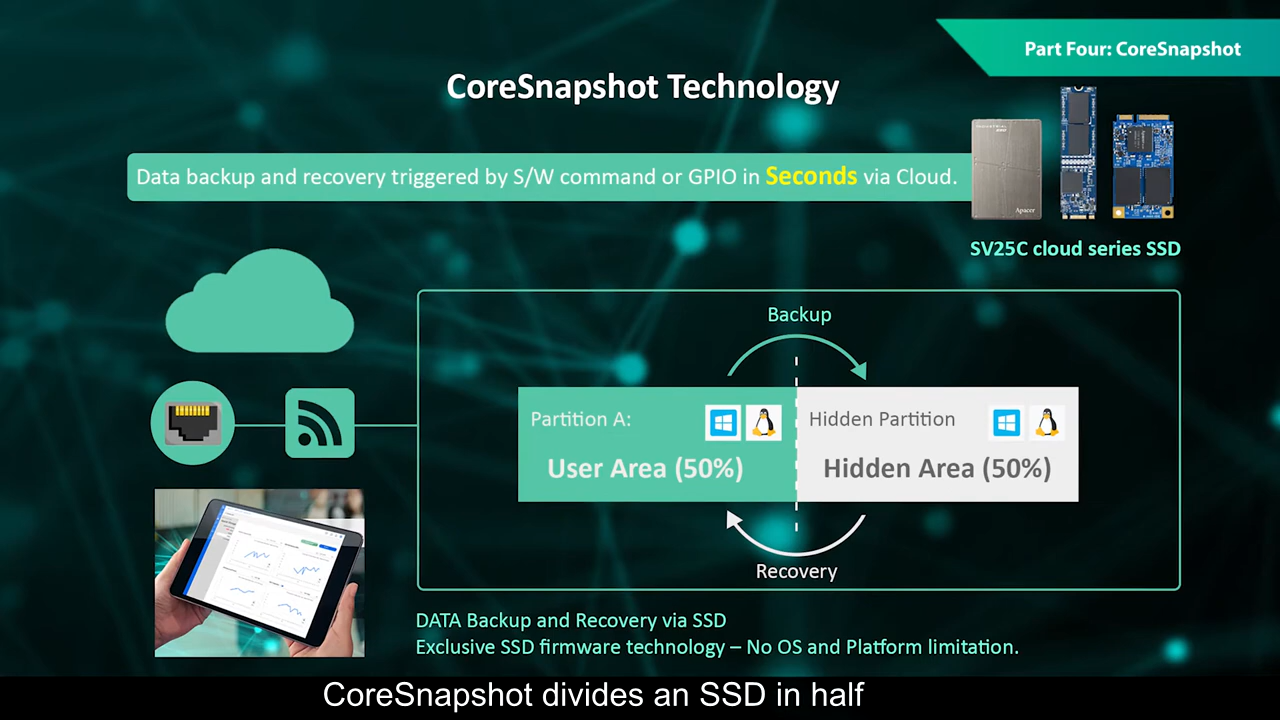 Part Four: CoreSnapshot
CoreSnapshot Technology
Data backup and recovery triggered by S/W command or GPIO in Seconds via Cloud.
Apacer
SV25C cloud series SSD
Backup
Partition A:
User Area (50%)
Hidden Partition
Hidden Area (50%)
Recovery
DATA Backup and Recovery via SSD
Exclusive SSD firmware technology – No OS and Platform limitation.
CoreSnapshot divides an SSD in half